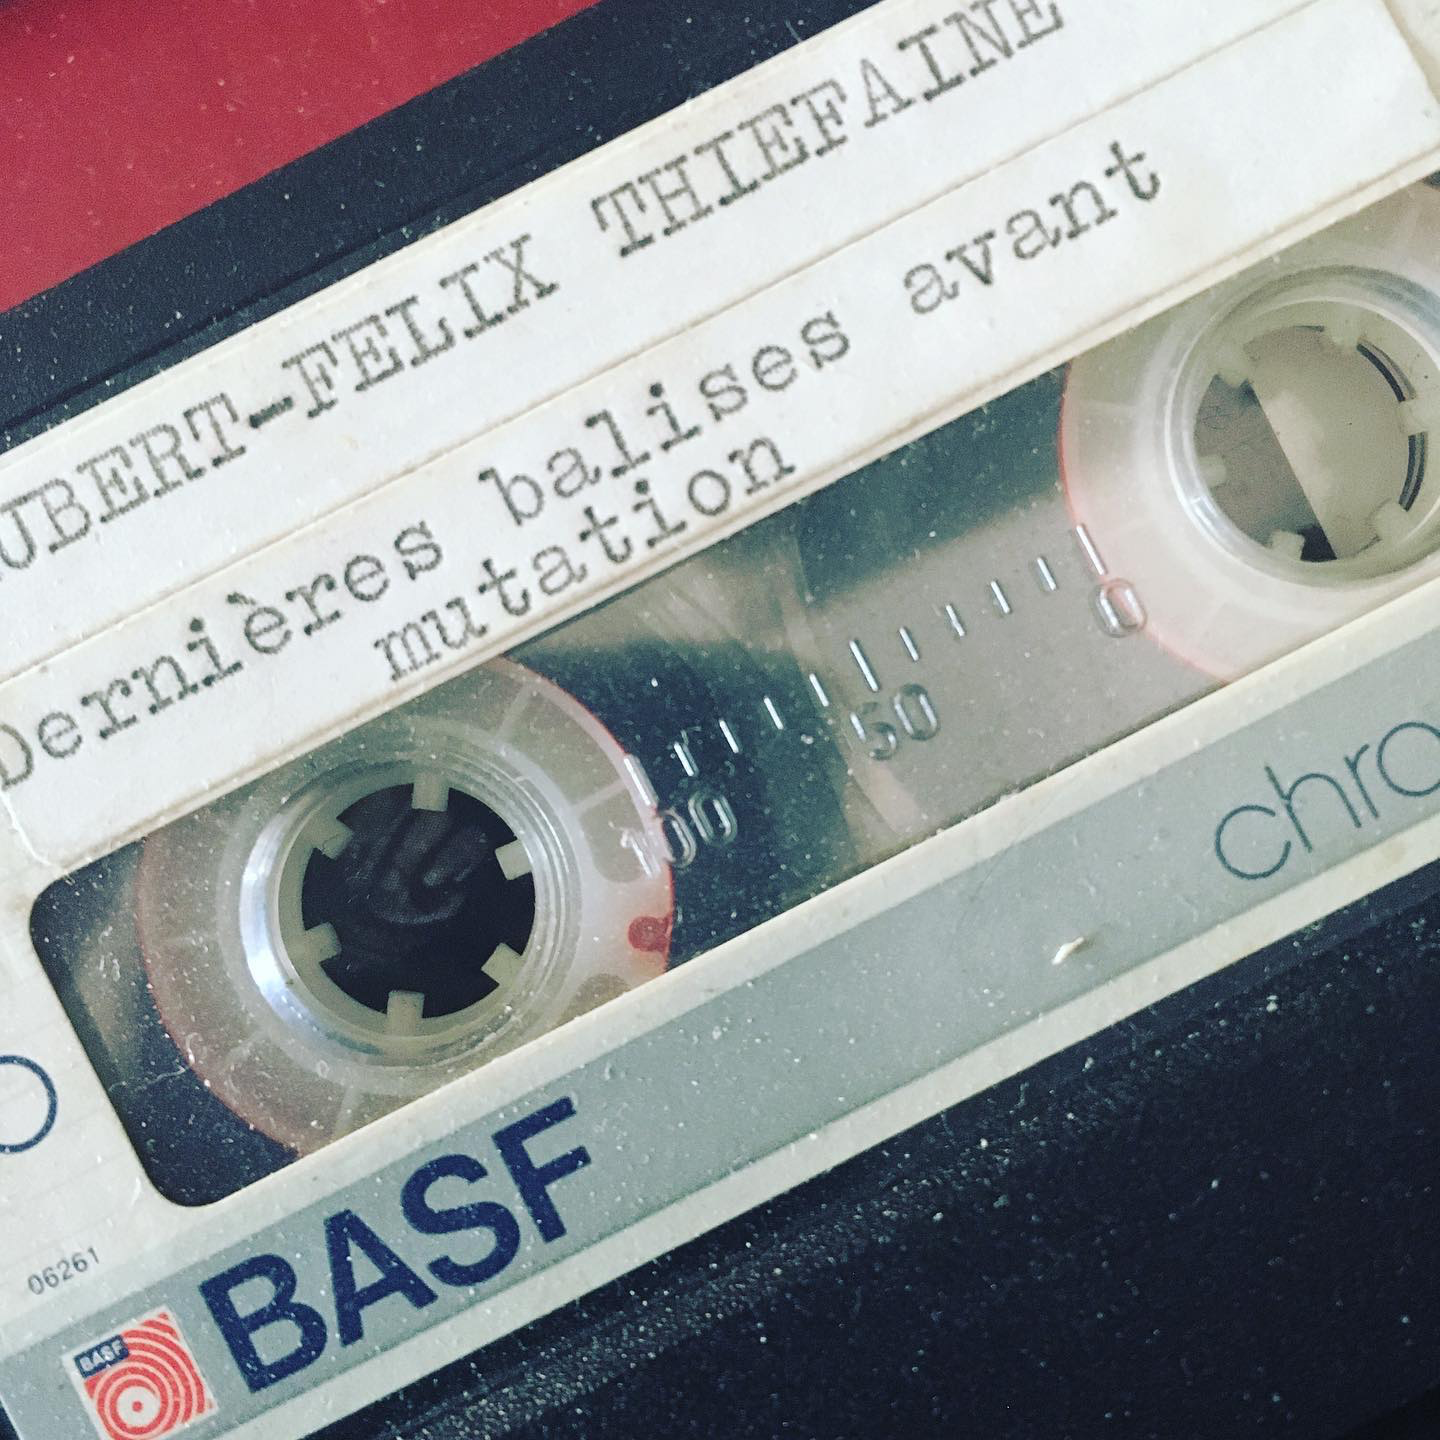 UBERT-FELIX THIEFAINE
Dernières balises avant
mutation
0
50
100
chro
BASF
06261
BASF